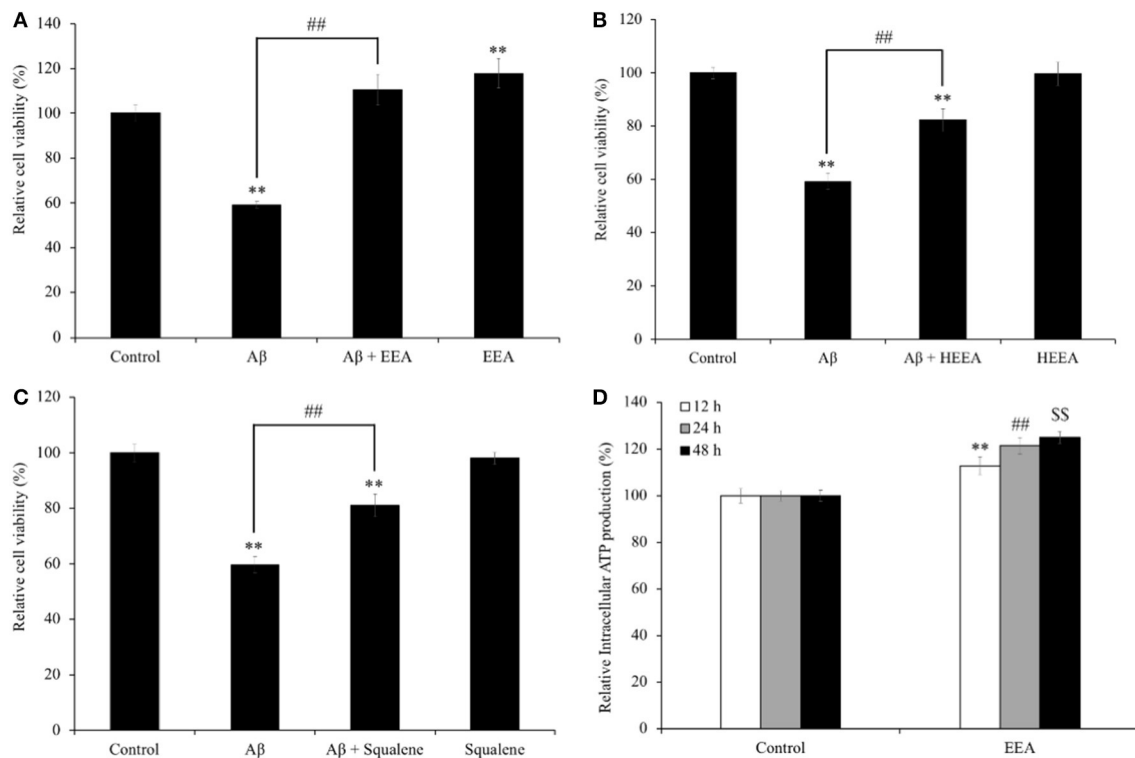 A
Relative cell viability (%)
140
120
100
80
60
40
20
0
##
**
**
Control Aβ Aβ + EEA EEA
B
Relative cell viability (%)
120
100
80
60
40
20
0
##
**
**
Control Aβ Aβ + HEEA HEEA
C
Relative cell viability (%)
120
100
80
60
40
20
0
##
**
**
Control Aβ Aβ + Squalene Squalene
D
Relative Intracellular ATP production (%)
140
120
100
80
60
40
20
0
12 h
24 h
48 h
** ## $$
Control EEA